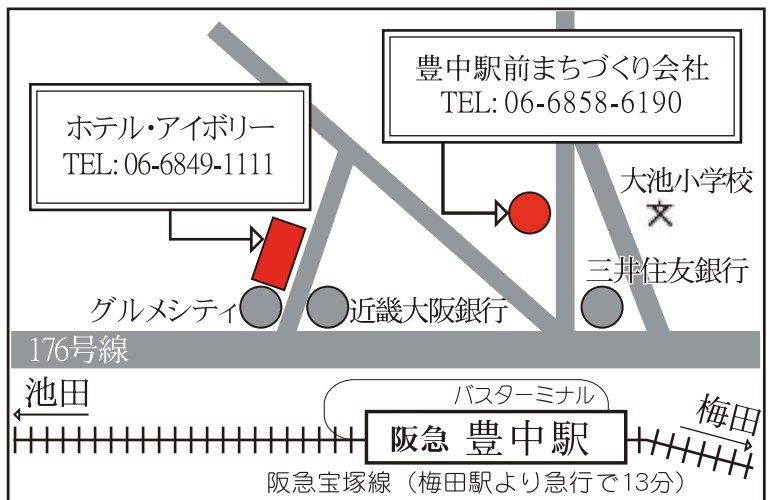 豊中駅前まちづくり会社
TEL: 06-6858-6190
ホテル・アイボリー
TEL: 06-6849-1111
大池小学校
文
三井住友銀行
グルメシティ
近畿大阪銀行
176号線
池田
バスターミナル
梅田
阪急 豊中駅
阪急宝塚線（梅田駅より急行で13分）